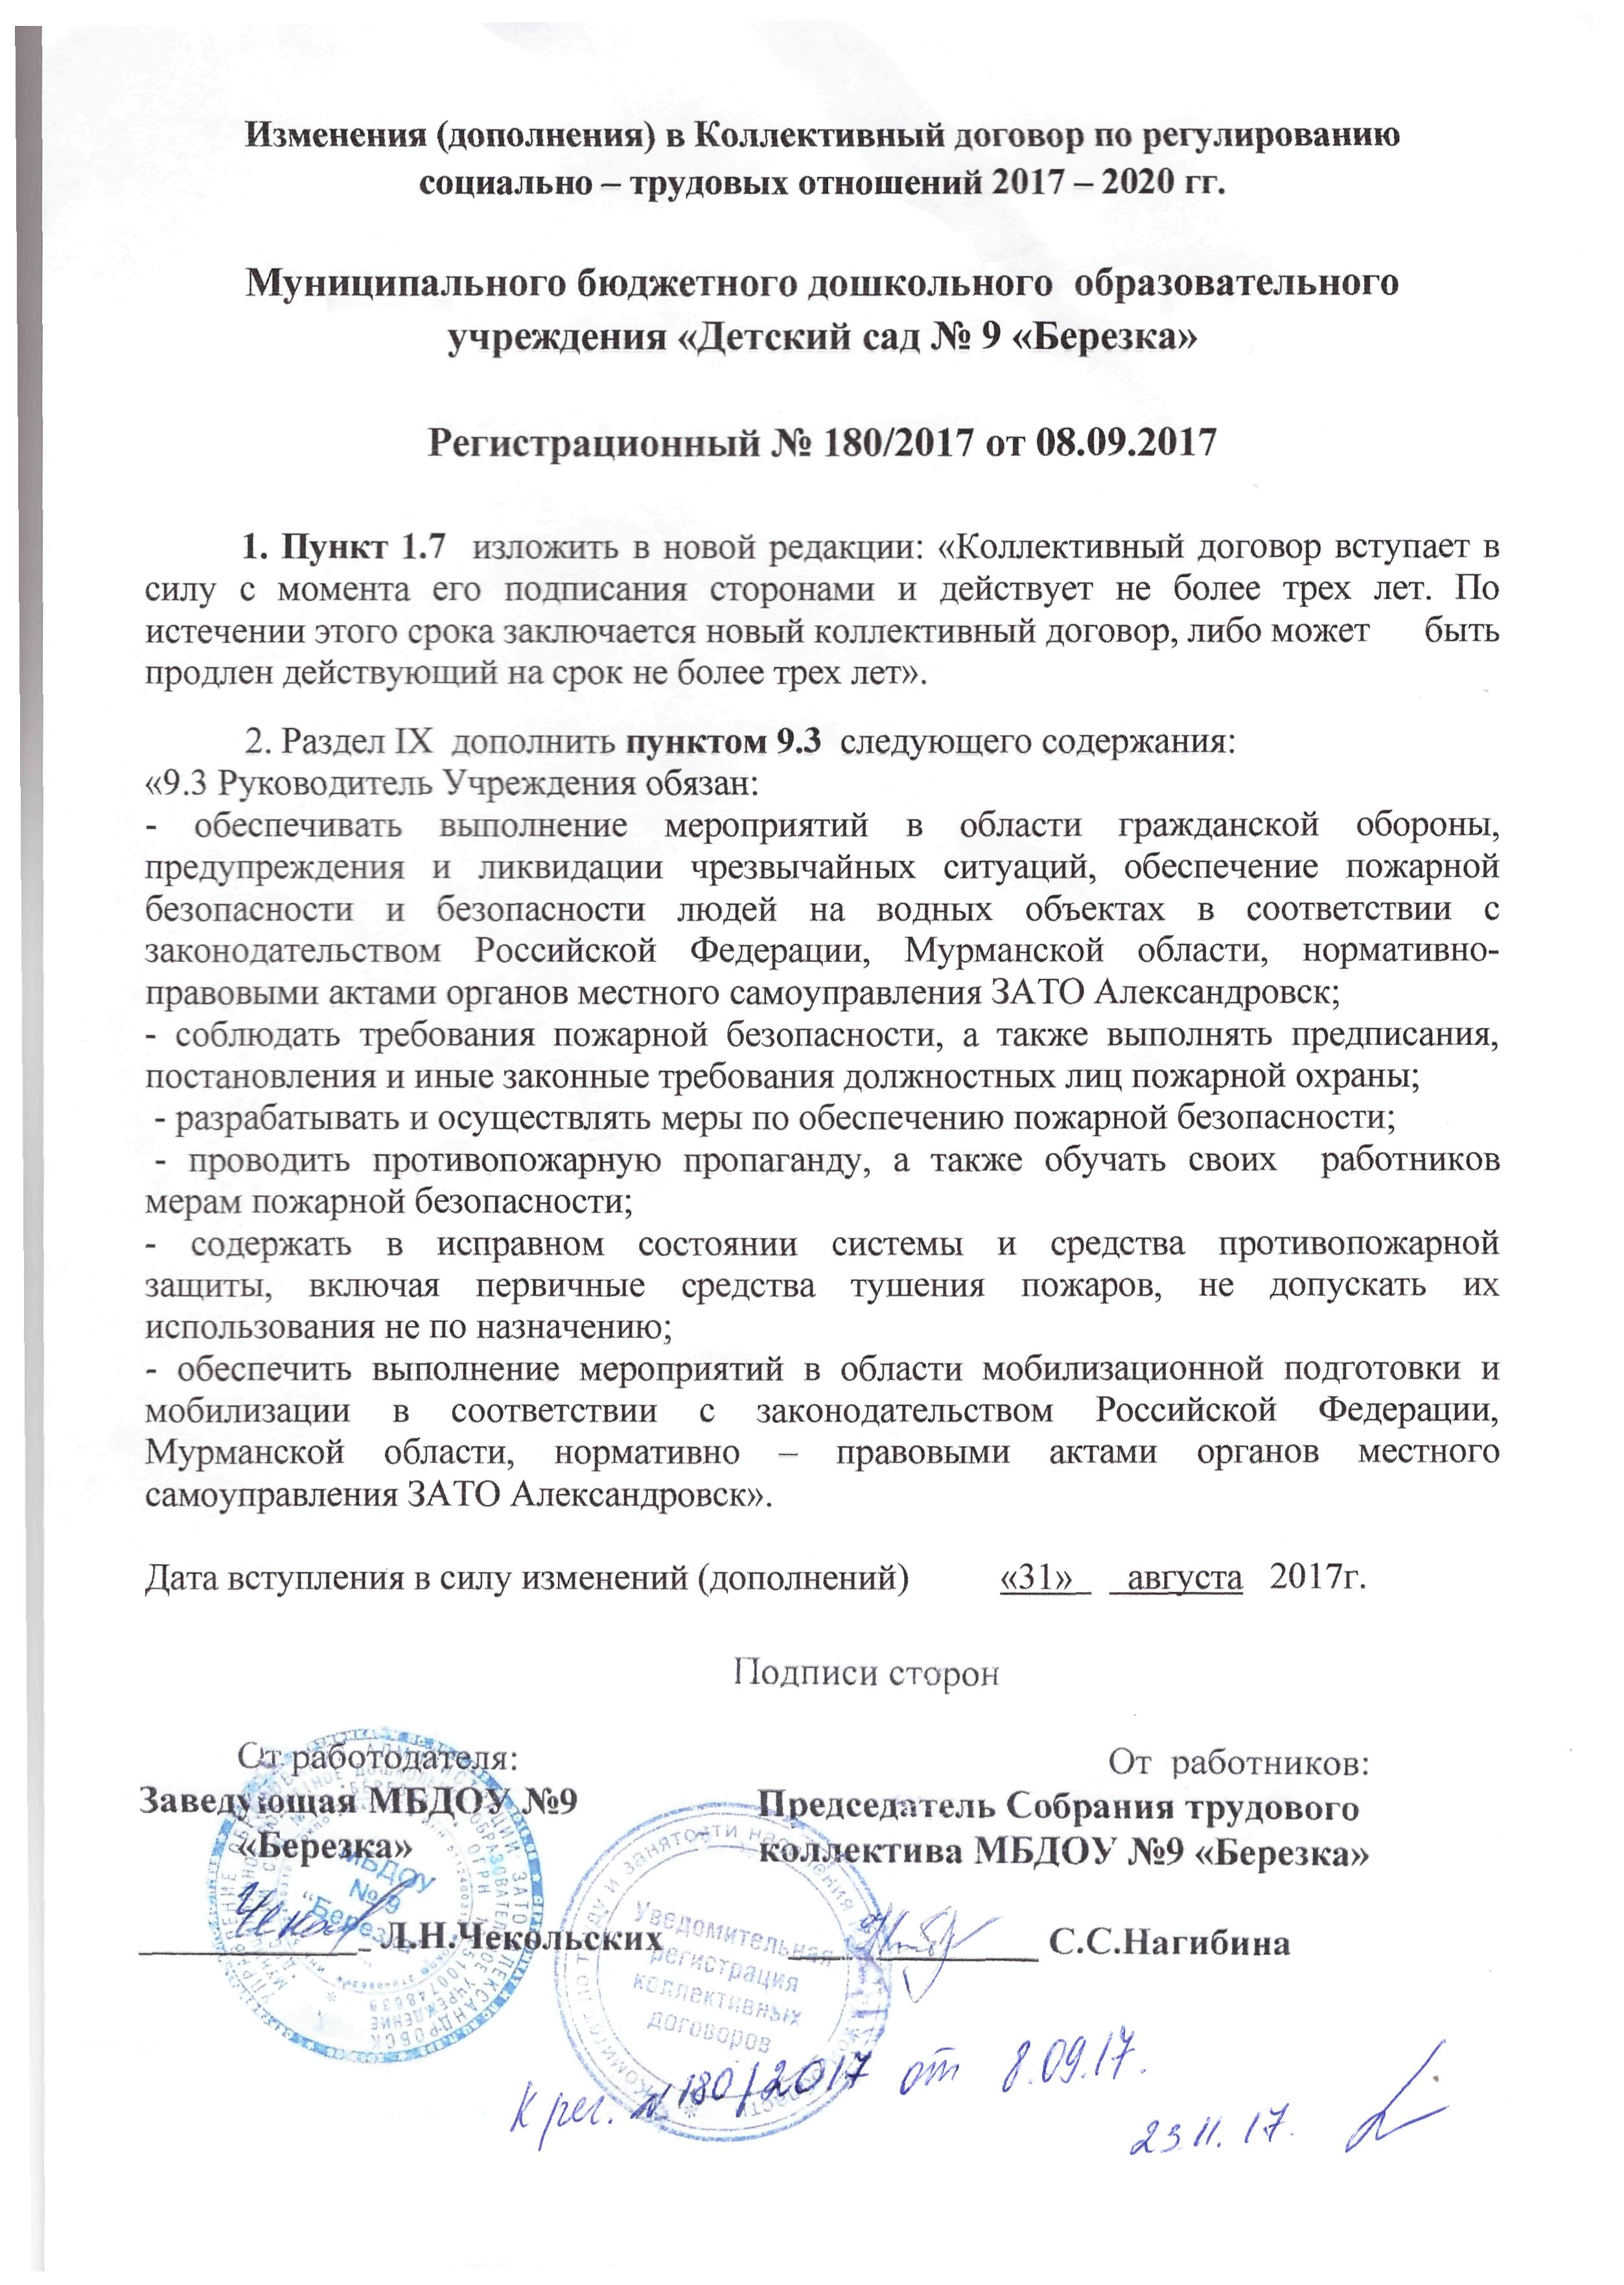 Изменения (дополнения) в Коллективный договор по регулированию
социально – трудовых отношений 2017 – 2020 гг.
Муниципального бюджетного дошкольного образовательного
учреждения «Детский сад № 9 «Березка»
Регистрационный № 180/2017 от 08.09.2017
1. Пункт 1.7 изложить в новой редакции: «Коллективный договор вступает в
силу с момента его подписания сторонами и действует не более трех лет. По
истечении этого срока заключается новый коллективный договор, либо может быть
продлен действующий на срок не более трех лет».
2. Раздел IX дополнить пунктом 9.3 следующего содержания:
«9.3 Руководитель Учреждения обязан:
- обеспечивать выполнение мероприятий в области гражданской обороны,
предупреждения и ликвидации чрезвычайных ситуаций, обеспечение пожарной
безопасности и безопасности людей на водных объектах в соответствии с
законодательством Российской Федерации, Мурманской области, нормативно-
правовыми актами органов местного самоуправления ЗАТО Александровск;
- соблюдать требования пожарной безопасности, а также выполнять предписания,
постановления и иные законные требования должностных лиц пожарной охраны;
- разрабатывать и осуществлять меры по обеспечению пожарной безопасности;
- проводить противопожарную пропаганду, а также обучать своих работников
мерам пожарной безопасности;
- содержать в исправном состоянии системы и средства противопожарной
защиты, включая первичные средства тушения пожаров, не допускать их
использования не по назначению;
- обеспечить выполнение мероприятий в области мобилизационной подготовки и
мобилизации в соответствии с законодательством Российской Федерации,
Мурманской области, нормативно – правовыми актами органов местного
самоуправления ЗАТО Александровск».
Дата вступления в силу изменений (дополнений) «31» августа 2017г.
Подписи сторон
От работодателя: От работников:
Заведующая МБДОУ №9 Председатель Собрания трудового
«Березка» коллектива МБДОУ №9 «Березка»
Л.Н.Чекольских С.С.Нагибина
МБДОУ
№ 9
"Березка"
Уведомительная
регистрация
коллективных
договоров
К рег. № 180/2017 от 8.09.17.
23.11.17.